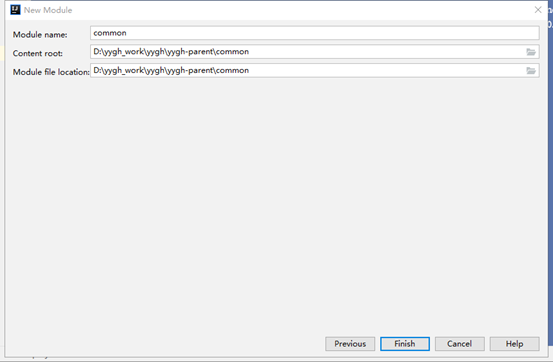 New Module
Module name: common
Content root: D:\yygh_work\yygh\yygh-parent\common
Module file location: D:\yygh_work\yygh\yygh-parent\common
Previous Finish Cancel Help